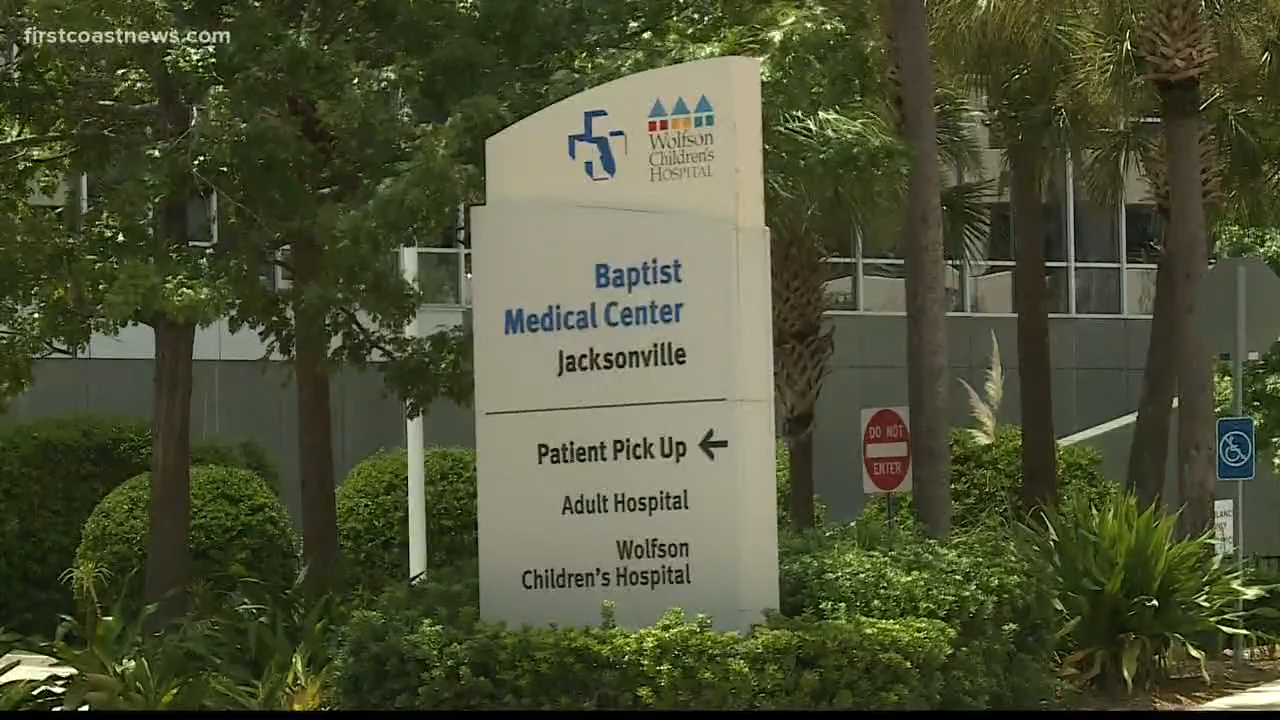 firstcoastnews.com
Wolfson
Children's
HOSPITAL
Baptist
Medical Center
Jacksonville
Patient Pick Up ←
Adult Hospital
Wolfson
Children's Hospital
DO NOT
ENTER